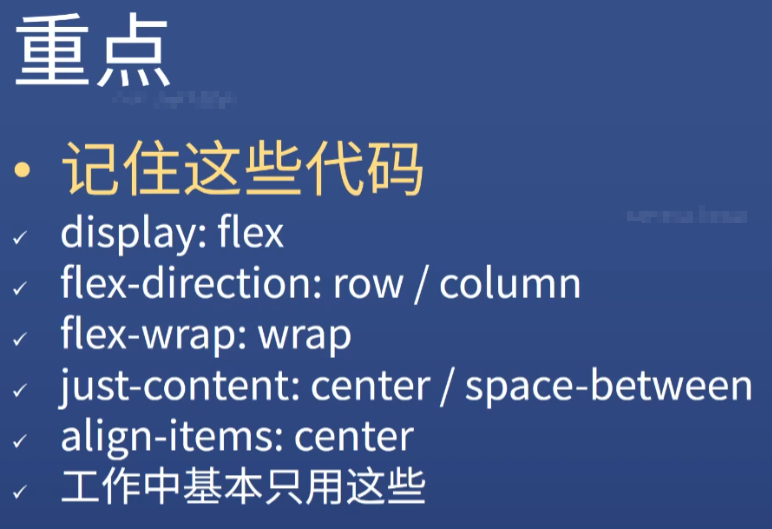 重点
• 记住这些代码
✓ display: flex
✓ flex-direction: row / column
✓ flex-wrap: wrap
✓ just-content: center / space-between
✓ align-items: center
✓ 工作中基本只用这些